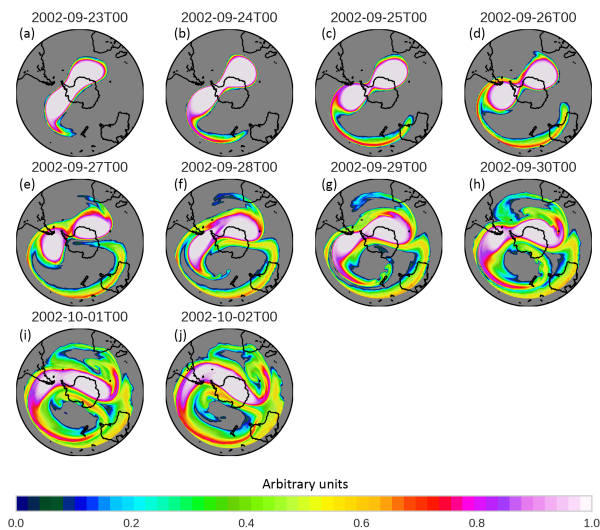 2002-09-23T00 2002-09-24T00 2002-09-25T00 2002-09-26T00
(a) (b) (c) (d)
2002-09-27T00 2002-09-28T00 2002-09-29T00 2002-09-30T00
(e) (f) (g) (h)
2002-10-01T00 2002-10-02T00
(i) (j)
Arbitrary units
0.0 0.2 0.4 0.6 0.8 1.0